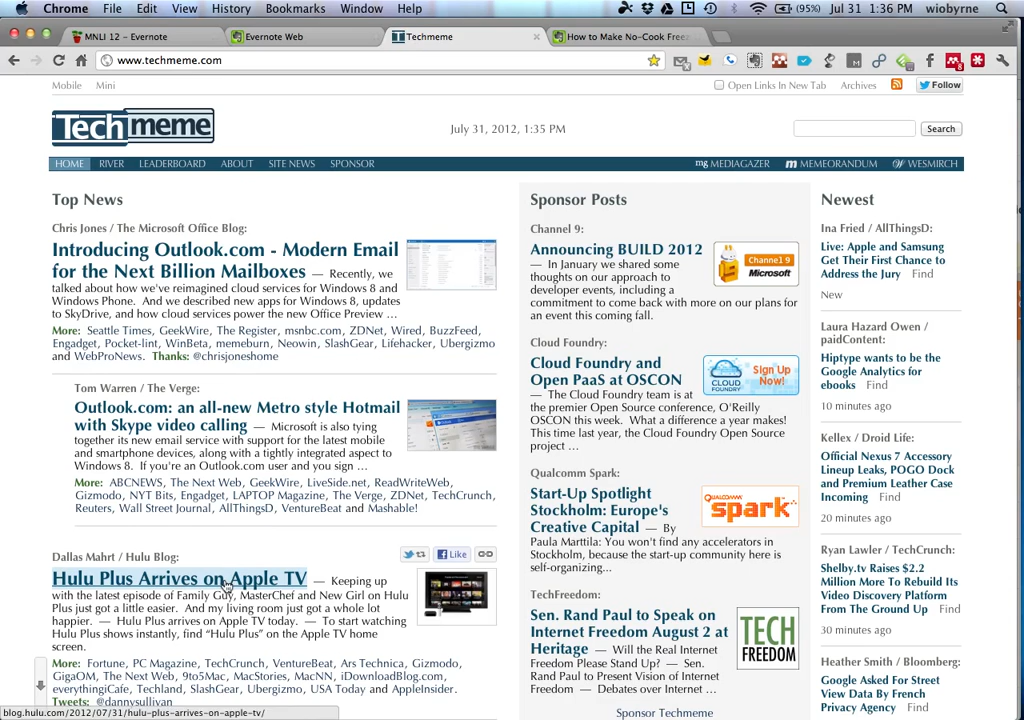 Chrome File Edit View History Bookmarks Window Help (95%) Jul 31 1:36 PM wiobyrne
MNLI 12 – Evernote Evernote Web Techmeme How to Make No-Cook Freez
www.techmeme.com
Mobile Mini Open Links In New Tab Archives Follow
Techmeme July 31, 2012, 1:35 PM Search
HOME RIVER LEADERBOARD ABOUT SITE NEWS SPONSOR mg MEDIAGAZER m MEMEORANDUM W WESMIRCH
Top News
Chris Jones / The Microsoft Office Blog:
Introducing Outlook.com - Modern Email
for the Next Billion Mailboxes — Recently, we
talked about how we've reimagined cloud services for Windows 8 and
Windows Phone. And we described new apps for Windows 8, updates
to SkyDrive, and how cloud services power the new Office Preview ...
More: Seattle Times, GeekWire, The Register, msnbc.com, ZDNet, Wired, BuzzFeed,
Engadget, Pocket-lint, WinBeta, memeburn, Neowin, SlashGear, Lifehacker, Ubergizmo
and WebProNews. Thanks: @chrisjoneshome
Tom Warren / The Verge:
Outlook.com: an all-new Metro style Hotmail
with Skype video calling — Microsoft is also tying
together its new email service with support for the latest mobile
and smartphone devices, along with a tightly integrated aspect to
Windows 8. If you're an Outlook.com user and you sign ...
More: ABCNEWS, The Next Web, GeekWire, LiveSide.net, ReadWriteWeb,
Gizmodo, NYT Bits, Engadget, LAPTOP Magazine, The Verge, ZDNet, TechCrunch,
Reuters, Wall Street Journal, AllThingsD, VentureBeat and Mashable!
Dallas Mahrt / Hulu Blog: Like
Hulu Plus Arrives on Apple TV — Keeping up
with the latest episode of Family Guy, MasterChef and New Girl on Hulu
Plus just got a little easier. And my living room just got a whole lot
happier. — Hulu Plus arrives on Apple TV today. — To start watching
Hulu Plus shows instantly, find “Hulu Plus” on the Apple TV home
screen.
More: Fortune, PC Magazine, TechCrunch, VentureBeat, Ars Technica, Gizmodo,
GigaOM, The Next Web, 9to5Mac, MacStories, MacNN, iDownloadBlog.com,
everythingiCafe, Techland, SlashGear, Ubergizmo, USA Today and AppleInsider.
Tweets: @dannysullivan
blog.hulu.com/2012/07/31/hulu-plus-arrives-on-apple-tv/
Sponsor Posts
Channel 9:
Announcing BUILD 2012
— In January we shared some
thoughts on our approach to
developer events, including a
commitment to come back with more on our plans for
an event this coming fall.
Channel 9
Microsoft
Cloud Foundry:
Cloud Foundry and
Open PaaS at OSCON
— The Cloud Foundry team is at
the premier Open Source conference, O'Reilly
OSCON this week. What a difference a year makes!
This time last year, the Cloud Foundry Open Source
project ...
CLOUD
FOUNDRY
Sign Up
Now!
Qualcomm Spark:
Start-Up Spotlight
Stockholm: Europe's
Creative Capital — By
Paula Marttila: You won't find any accelerators in
Stockholm, because the start-up community here is
self-organizing...
QUALCOMM
spark
TechFreedom:
Sen. Rand Paul to Speak on
Internet Freedom August 2 at
Heritage — Will the Real Internet
Freedom Please Stand Up? — Sen.
Rand Paul to Present Vision of Internet
Freedom — Debates over Internet ...
TECH
FREEDOM
Sponsor Techmeme
Newest
Ina Fried / AllThingsD:
Live: Apple and Samsung
Get Their First Chance to
Address the Jury Find
New
Laura Hazard Owen /
paidContent:
Hiptype wants to be the
Google Analytics for
ebooks Find
10 minutes ago
Kellex / Droid Life:
Official Nexus 7 Accessory
Lineup Leaks, POGO Dock
and Premium Leather Case
Incoming Find
20 minutes ago
Ryan Lawler / TechCrunch:
Shelby.tv Raises $2.2
Million More To Rebuild Its
Video Discovery Platform
From The Ground Up Find
30 minutes ago
Heather Smith / Bloomberg:
Google Asked For Street
View Data By French
Privacy Agency Find